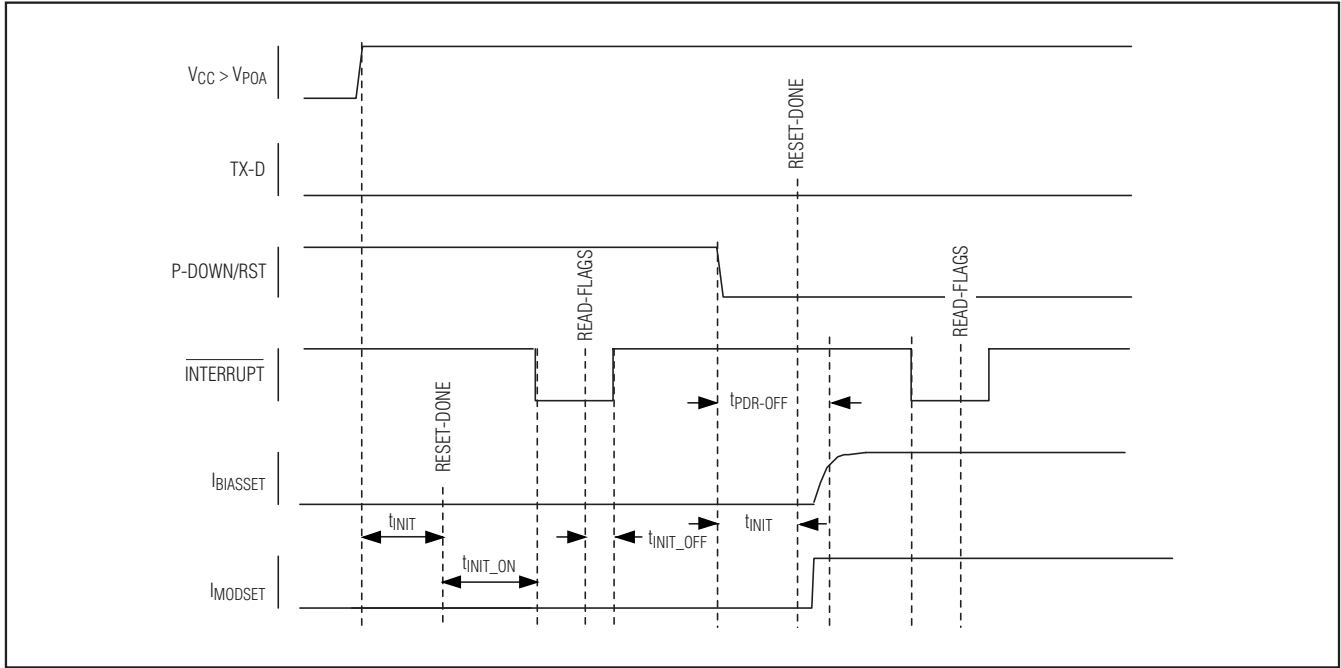 VCC > VPOA
RESET-DONE
TX-D
P-DOWN/RST
READ-FLAGS
READ-FLAGS
INTERRUPT
tPDR-OFF
RESET-DONE
IBIASSET
tINIT
tINIT_OFF
tINIT
tINIT_ON
IMODSET